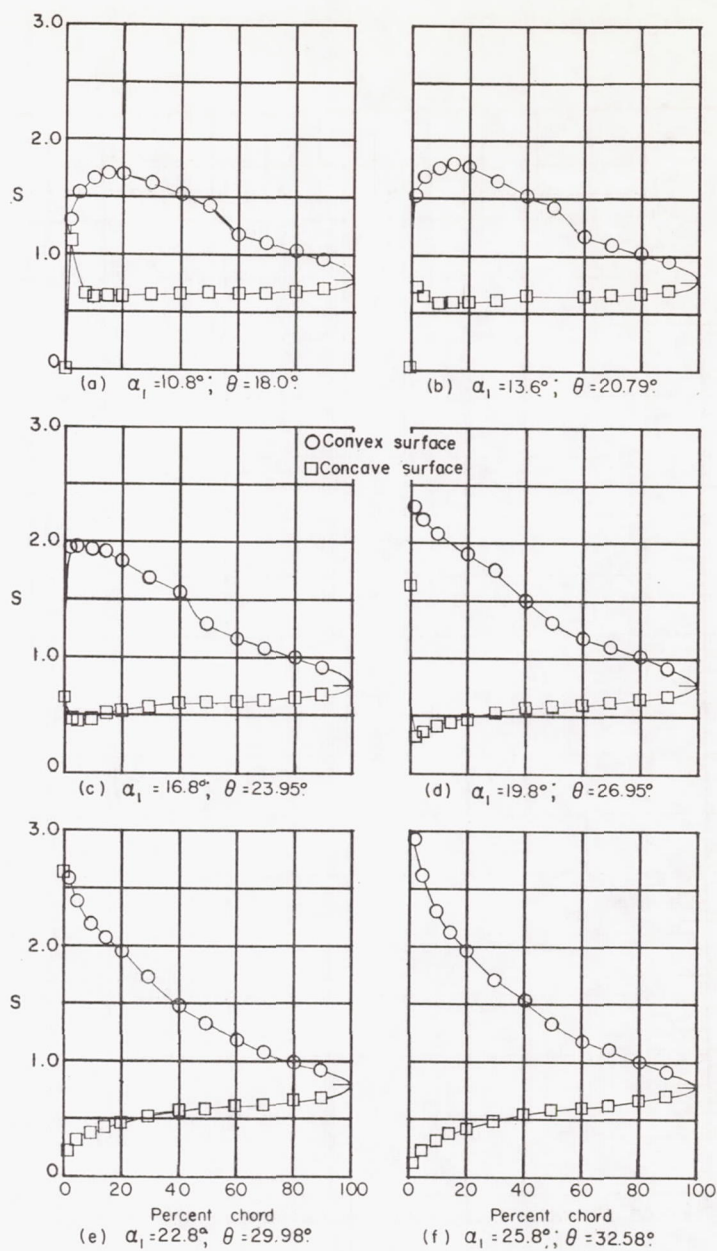 3.0
2.0
S
1.0
0
(a) α₁ = 10.8°; θ = 18.0°.
(b) α₁ = 13.6°; θ = 20.79°.
3.0
Convex surface
Concave surface
2.0
S
1.0
0
(c) α₁ = 16.8°; θ = 23.95°.
(d) α₁ = 19.8°; θ = 26.95°.
3.0
2.0
S
1.0
0
0 20 40 60 80 100 0 20 40 60 80 100
Percent chord Percent chord
(e) α₁ = 22.8°; θ = 29.98°.
(f) α₁ = 25.8°; θ = 32.58°.